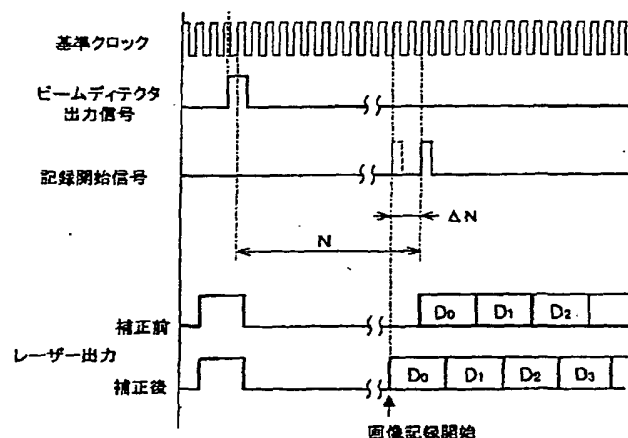 基準クロック
ビームディテクタ
出力信号
記録開始信号
ΔN
N
補正前
D0 D1 D2
レーザー出力
補正後
D0 D1 D2 D3
画像記録開始